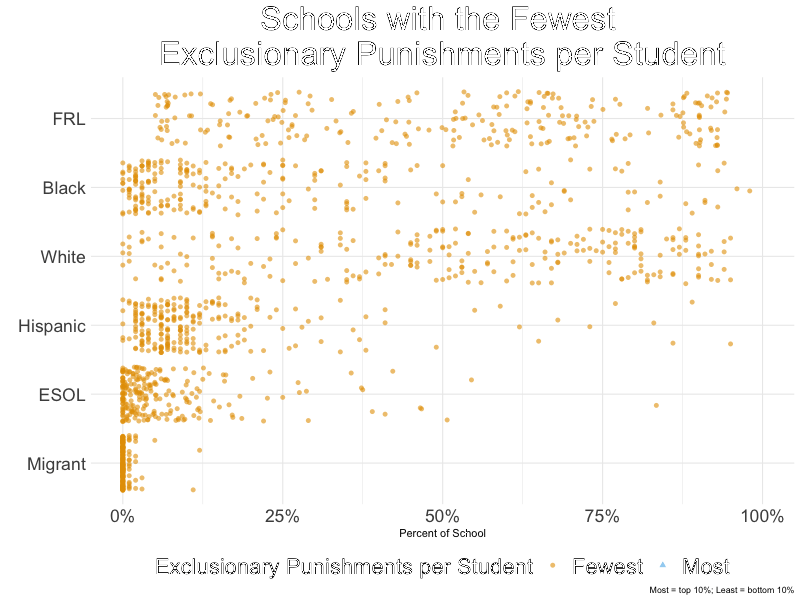 Schools with the Fewest
Exclusionary Punishments per Student
FRL
Black
White
Hispanic
ESOL
Migrant
0% 25% 50% 75% 100%
Percent of School
Exclusionary Punishments per Student Fewest Most
Most = top 10%; Least = bottom 10%